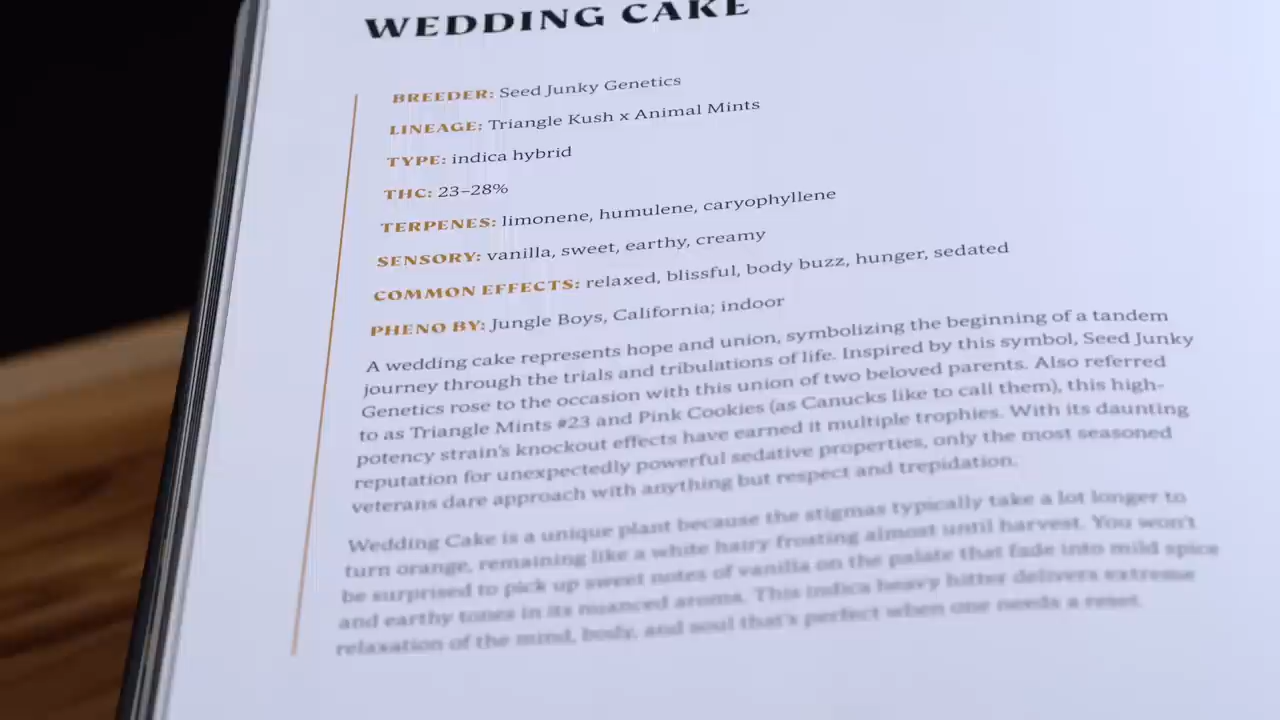 WEDDING CAKE
BREEDER: Seed Junky Genetics
LINEAGE: Triangle Kush x Animal Mints
TYPE: indica hybrid
THC: 23–28%
TERPENES: limonene, humulene, caryophyllene
SENSORY: vanilla, sweet, earthy, creamy
COMMON EFFECTS: relaxed, blissful, body buzz, hunger, sedated
PHENO BY: Jungle Boys, California; indoor
A wedding cake represents hope and union, symbolizing the beginning of a tandem
journey through the trials and tribulations of life. Inspired by this symbol, Seed Junky
Genetics rose to the occasion with this union of two beloved parents. Also referred
to as Triangle Mints #23 and Pink Cookies (as Canucks like to call them), this high-
potency strain's knockout effects have earned it multiple trophies. With its daunting
reputation for unexpectedly powerful sedative properties, only the most seasoned
veterans dare approach with anything but respect and trepidation.
Wedding Cake is a unique plant because the stigmas typically take a lot longer to
turn orange, remaining like a white hairy frosting almost until harvest. You won't
be surprised to pick up sweet notes of vanilla on the palate that fade into mild spice
and earthy tones in its nuanced aroma. This indica heavy hitter delivers extreme
relaxation of the mind, body, and soul that's perfect when one needs a reset.